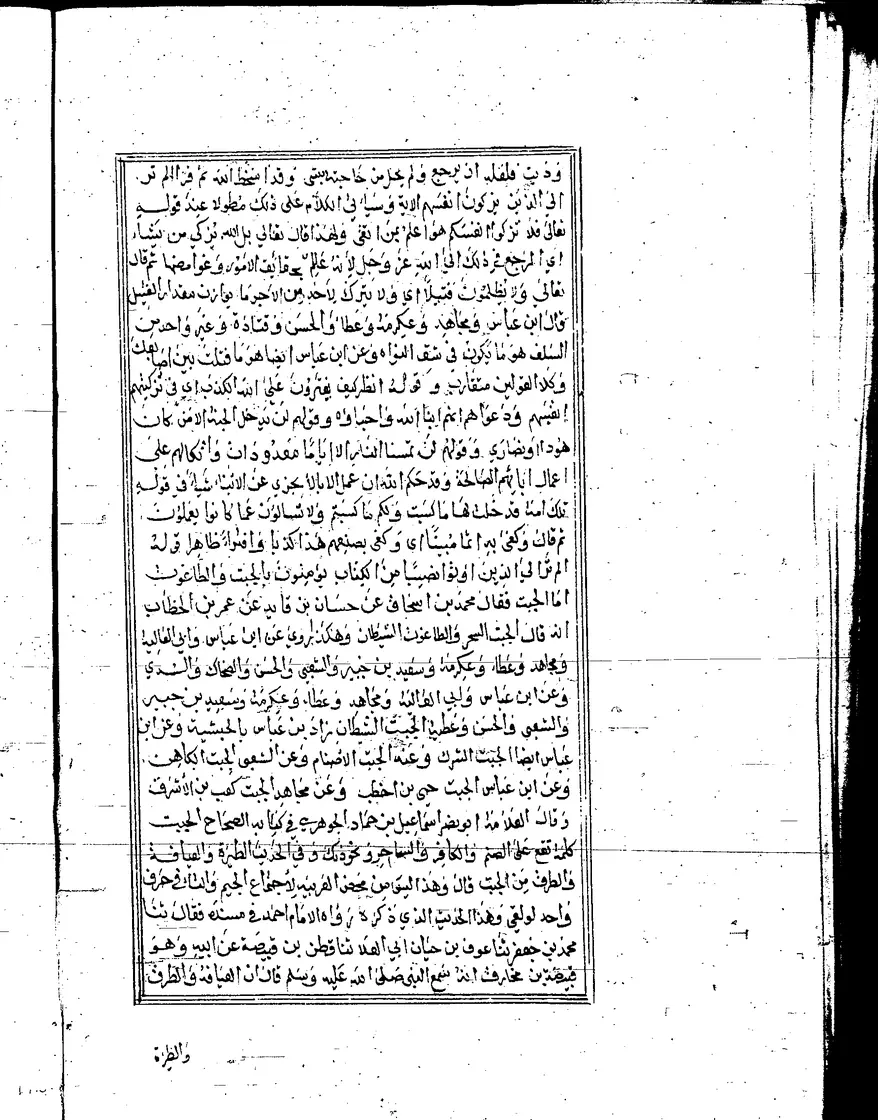 وذيت فلعله ان يرجع ولم يحل من حاجته بشي وقد اسخط الله ثم قرا الم تر
الى الذين يزكون انفسهم الاية وسياتي الكلام على ذلك مطولا عند قوله
تعالى فلا تزكوا انفسكم هو اعلم بمن اتقى ولهذا قال تعالى بل الله يزكي من يشاء
اي المرجع في ذلك الى الله عز وجل لانه عالم بحقائق الامور وغوامضها ثم قال
تعالى ولا يظلمون فتيلا اي ولا يترك لاحد من الاجر ما يوازن مقدار الفتيل
قال ابن عباس ومجاهد وعكرمة وعطا والحسن وقتادة وغير واحد من
السلف هو ما يكون في شق النواه وعن ابن عباس ايضا هو ما فتلت بين اصابعك
وكلا القولين متقارب وقوله انظر كيف يفترون على الله الكذب اي في تزكيتهم
انفسهم ودعواهم انهم ابنا الله واحباوه وقولهم لن يدخل الجنة الا من كان
هودا او نصارى وقولهم لن تمسنا النار الا اياما معدودات واتكالهم على
اعمال ابائهم الصالحة وقد حكم الله ان عمل الابا لا يجزي عن الابناء شيا في قوله
تلك امة قد خلت لها ما كسبت ولكم ما كسبتم ولا تسالون عما كانوا يعملون
ثم قال وكفى به اثما مبينا اي وكفى بصنعهم هذا كذبا وافتراء ظاهرا قوله
الم تر الى الذين اوتوا نصيبا من الكتاب يومنون بالجبت والطاغوت
اما الجبت فقال محمد بن اسحاق عن حسان بن فايد عن عمر بن الخطاب
انه قال الجبت السحر والطاغوت الشيطان وهكذا روي عن ابن عباس وابي العالية
ومجاهد وعطاء وعكرمة وسعيد بن جبير والشعبي والحسن والضحاك والسدي
وعن ابن عباس وابي العالية ومجاهد وعطاء وعكرمة وسعيد بن جبير
والشعبي والحسن وعطية الجبت الشيطان زاد بن عباس بالحبشية وعن ابن
عباس ايضا الجبت الشرك وعنه الجبت الاصنام وعن الشعبي الجبت الكاهن
وعن ابن عباس الجبت حيي بن اخطب وعن مجاهد الجبت كعب بن الاشرف
وقال العلامة ابو نصر اسماعيل بن حماد الجوهري في كتابه الصحاح الجبت
كلمة تقع على الصنم والكاهن والساحر ونحو ذلك وفي الحديث الطيرة والعيافة
والطرق من الجبت قال وهذا ليس من محض العربية لاجتماع الجيم والتاء في حرف
واحد لولقي وهذا الحديث الذي ذكره رواه الامام احمد في مسنده فقال ثنا
محمد بن جعفر ثنا عوف بن حيان ابي العلا ثنا قطن بن قبيصة عن ابيه وهو
قبيصة بن مخارق انه سمع النبي صلى الله عليه وسلم قال ان العيافة والطرق
والطيرة